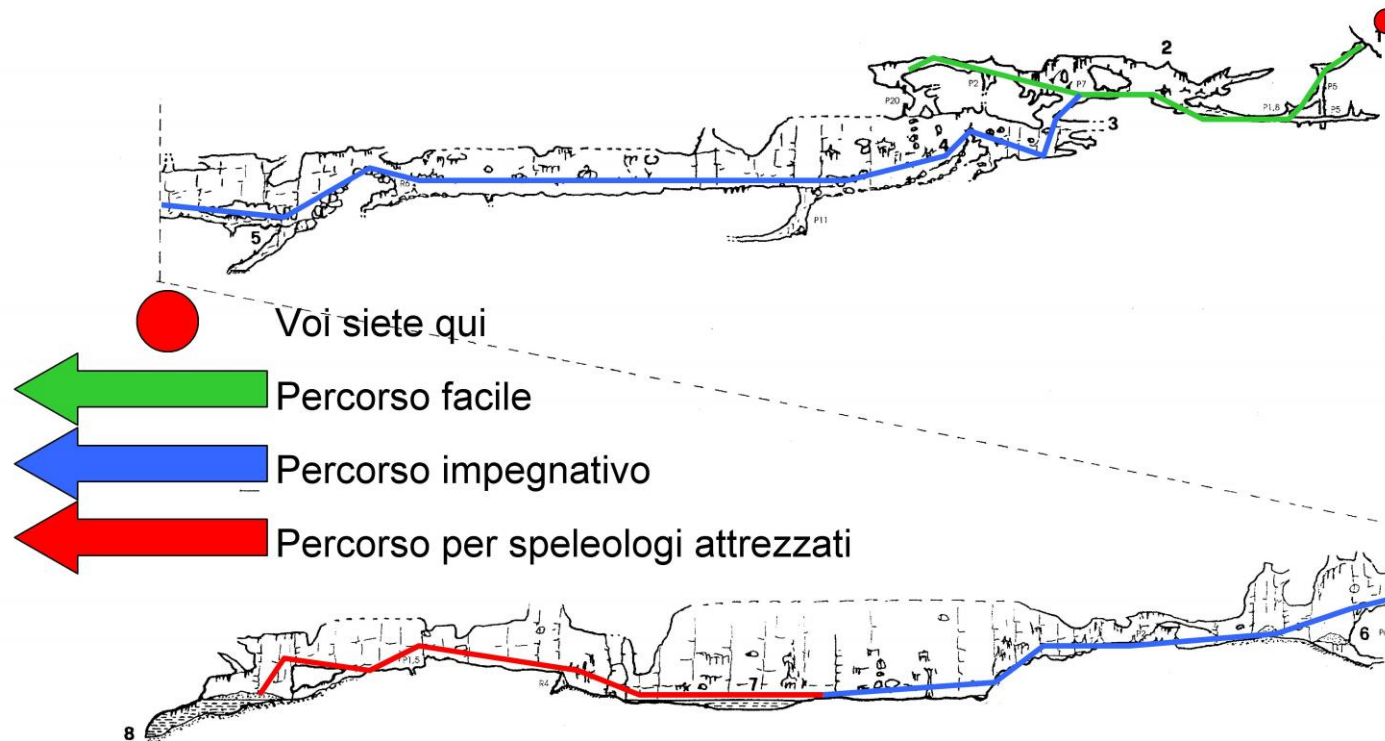 2
P20
P2
P7
P1,8
P5
P5
3
4
R6
P11
5
Voi siete qui
Percorso facile
Percorso impegnativo
Percorso per speleologi attrezzati
6
P1,5
R4
7
8